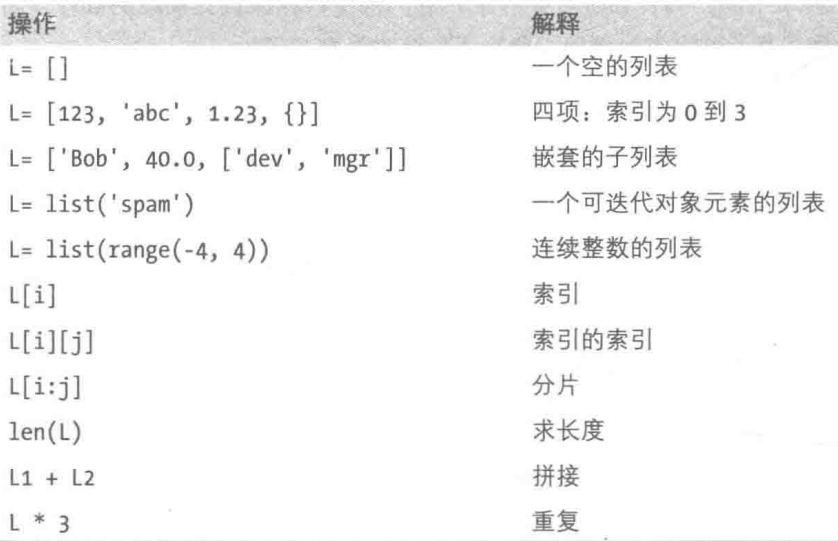 操作 解释
L= [] 一个空的列表
L= [123, 'abc', 1.23, {}] 四项：索引为 0 到 3
L= ['Bob', 40.0, ['dev', 'mgr']] 嵌套的子列表
L= list('spam') 一个可迭代对象元素的列表
L= list(range(-4, 4)) 连续整数的列表
L[i] 索引
L[i][j] 索引的索引
L[i:j] 分片
len(L) 求长度
L1 + L2 拼接
L * 3 重复